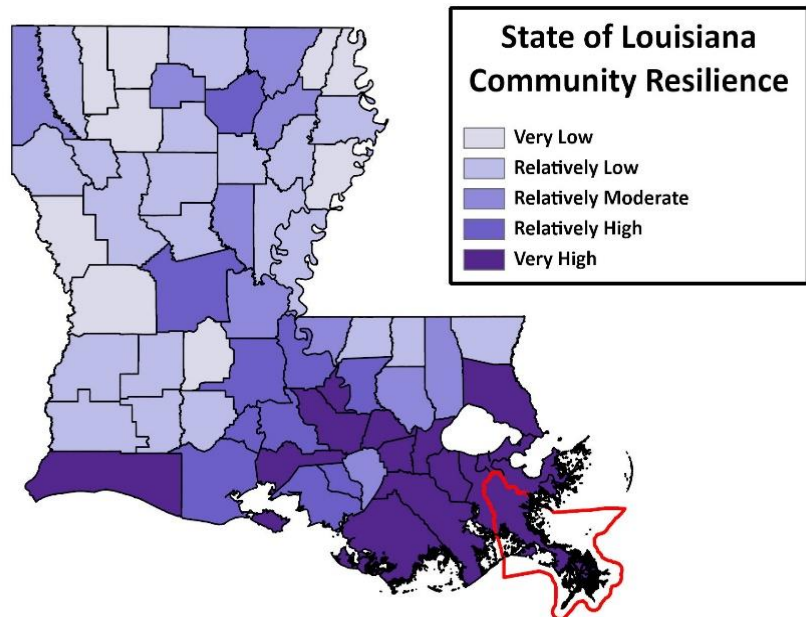 State of Louisiana
Community Resilience
Very Low
Relatively Low
Relatively Moderate
Relatively High
Very High